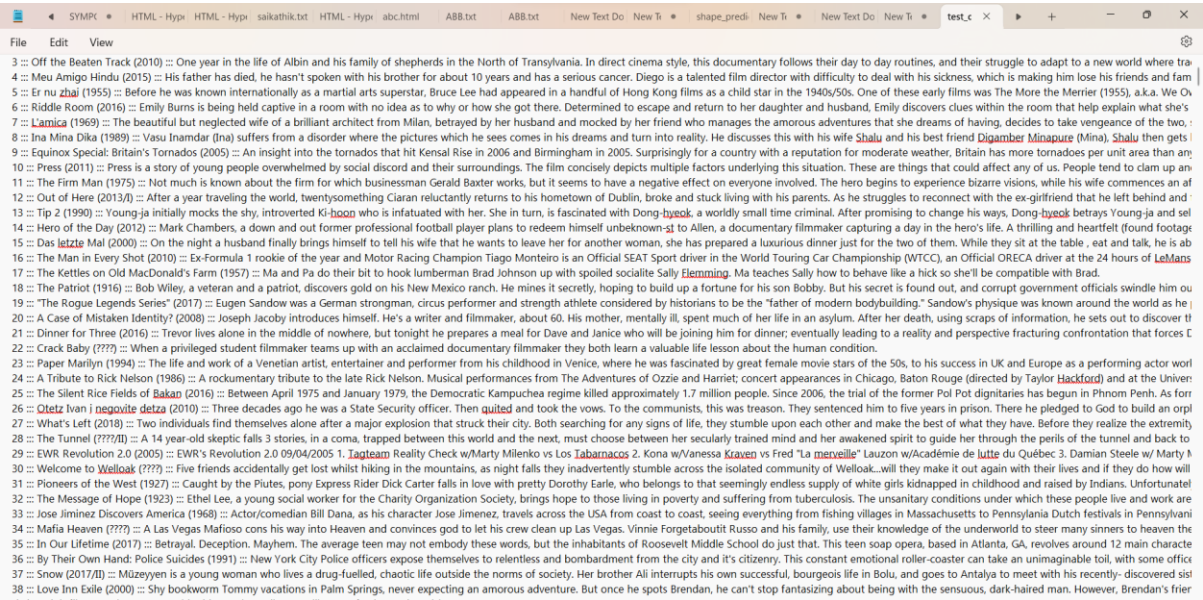 SYMPC HTML - Hype HTML - Hype saikathik.txt HTML - Hype abc.html ABB.txt ABB.txt New Text Do New Te shape_predi New Te New Text Do New Te test_c
File Edit View
3 ::: Off the Beaten Track (2010) ::: One year in the life of Albin and his family of shepherds in the North of Transylvania. In direct cinema style, this documentary follows their day to day routines, and their struggle to adapt to a new world where tra
4 ::: Meu Amigo Hindu (2015) ::: His father has died, he hasn't spoken with his brother for about 10 years and has a serious cancer. Diego is a talented film director with difficulty to deal with his sickness, which is making him lose his friends and fam
5 ::: Er nu zhai (1955) ::: Before he was known internationally as a martial arts superstar, Bruce Lee had appeared in a handful of Hong Kong films as a child star in the 1940s/50s. One of these early films was The More the Merrier (1955), a.k.a. We Ow
6 ::: Riddle Room (2016) ::: Emily Burns is being held captive in a room with no idea as to why or how she got there. Determined to escape and return to her daughter and husband, Emily discovers clues within the room that help explain what she's
7 ::: L'amica (1969) ::: The beautiful but neglected wife of a brilliant architect from Milan, betrayed by her husband and mocked by her friend who manages the amorous adventures that she dreams of having, decides to take vengeance of the two,
8 ::: Ina Mina Dika (1989) ::: Vasu Inamdar (Ina) suffers from a disorder where the pictures which he sees comes in his dreams and turn into reality. He discusses this with his wife Shalu and his best friend Digamber Minapure (Mina), Shalu then gets
9 ::: Equinox Special: Britain's Tornados (2005) ::: An insight into the tornados that hit Kensal Rise in 2006 and Birmingham in 2005. Surprisingly for a country with a reputation for moderate weather, Britain has more tornados per unit area than any
10 ::: Press (2011) ::: Press is a story of young people overwhelmed by social discord and their surroundings. The film concisely depicts multiple factors underlying this situation. These are things that could affect any of us. People tend to clam up and
11 ::: The Firm Man (1975) ::: Not much is known about the firm for which businessman Gerald Baxter works, but it seems to have a negative effect on everyone involved. The hero begins to experience bizarre visions, while his wife commences an af
12 ::: Out of Here (2013/I) ::: After a year traveling the world, twentysomething Ciaran reluctantly returns to his hometown of Dublin, broke and stuck living with his parents. As he struggles to reconnect with the ex-girlfriend that he left behind and
13 ::: Tip 2 (1990) ::: Young-ja initially mocks the shy, introverted Ki-hoon who is infatuated with her. She in turn, is fascinated with Dong-hyeok, a worldly small time criminal. After promising to change his ways, Dong-hyeok betrays Young-ja and sel
14 ::: Hero of the Day (2012) ::: Mark Chambers, a down and out former professional football player plans to redeem himself unbeknown-st to Allen, a documentary filmmaker capturing a day in the hero's life. A thrilling and heartfelt (found footage
15 ::: Das letzte Mal (2000) ::: On the night a husband finally brings himself to tell his wife that he wants to leave her for another woman, she has prepared a luxurious dinner just for the two of them. While they sit at the table , eat and talk, he is ab
16 ::: The Man in Every Shot (2010) ::: Ex-Formula 1 rookie of the year and Motor Racing Champion Tiago Monteiro is an Official SEAT Sport driver in the World Touring Car Championship (WTCC), an Official ORECA driver at the 24 hours of LeMans
17 ::: The Kettles on Old MacDonald's Farm (1957) ::: Ma and Pa do their bit to hook lumberman Brad Johnson up with spoiled socialite Sally Flemming. Ma teaches Sally how to behave like a hick so she'll be compatible with Brad.
18 ::: The Patriot (1916) ::: Bob Wiley, a veteran and a patriot, discovers gold on his New Mexico ranch. He mines it secretly, hoping to build up a fortune for his son Bobby. But his secret is found out, and corrupt government officials swindle him ou
19 ::: "The Rogue Legends Series" (2017) ::: Eugen Sandow was a German strongman, circus performer and strength athlete considered by historians to be the "father of modern bodybuilding." Sandow's physique was known around the world as he
20 ::: A Case of Mistaken Identity? (2008) ::: Joseph Jacoby introduces himself. He's a writer and filmmaker, about 60. His mother, mentally ill, spent much of her life in an asylum. After her death, using scraps of information, he sets out to discover th
21 ::: Dinner for Three (2016) ::: Trevor lives alone in the middle of nowhere, but tonight he prepares a meal for Dave and Janice who will be joining him for dinner; eventually leading to a reality and perspective fracturing confrontation that forces D
22 ::: Crack Baby (????) ::: When a privileged student filmmaker teams up with an acclaimed documentary filmmaker they both learn a valuable life lesson about the human condition.
23 ::: Paper Marilyn (1994) ::: The life and work of a Venetian artist, entertainer and performer from his childhood in Venice, where he was fascinated by great female movie stars of the 50s, to his success in UK and Europe as a performing actor worl
24 ::: A Tribute to Rick Nelson (1986) ::: A rockumentary tribute to the late Rick Nelson. Musical performances from The Adventures of Ozzie and Harriet; concert appearances in Chicago, Baton Rouge (directed by Taylor Hackford) and at the Univer
25 ::: The Silent Rice Fields of Bakan (2016) ::: Between April 1975 and January 1979, the Democratic Kampuchea regime killed approximately 1.7 million people. Since 2006, the trial of the former Pol Pot dignitaries has begun in Phnom Penh. As forr
26 ::: Otetz Ivan j negovite detza (2010) ::: Three decades ago he was a State Security officer. Then quited and took the vows. To the communists, this was treason. They sentenced him to five years in prison. There he pledged to God to build an orpl
27 ::: What's Left (2018) ::: Two individuals find themselves alone after a major explosion that struck their city. Both searching for any signs of life, they stumble upon each other and make the best of what they have. Before they realize the extremity
28 ::: The Tunnel (????/II) ::: A 14 year-old skeptic falls 3 stories, in a coma, trapped between this world and the next, must choose between her secularly trained mind and her awakened spirit to guide her through the perils of the tunnel and back to
29 ::: EWR Revolution 2.0 (2005) ::: EWR's Revolution 2.0 09/04/2005 1. Tagteam Reality Check w/Marty Milenko vs Los Tabarnacos 2. Kona w/Vanessa Kraven vs Fred "La merveille" Lauzon w/Académie de lutte du Québec 3. Damian Steele w/ Marty M
30 ::: Welcome to Welloak (????) ::: Five friends accidentally get lost whilst hiking in the mountains, as night falls they inadvertently stumble across the isolated community of Welloak...will they make it out again with their lives and if they do how will
31 ::: Pioneers of the West (1927) ::: Caught by the Piutes, pony Express Rider Dick Carter falls in love with pretty Dorothy Earle, who belongs to that seemingly endless supply of white girls kidnapped in childhood and raised by Indians. Unfortunatel
32 ::: The Message of Hope (1923) ::: Ethel Lee, a young social worker for the Charity Organization Society, brings hope to those living in poverty and suffering from tuberculosis. The unsanitary conditions under which these people live and work are
33 ::: Jose Jiminez Discovers America (1968) ::: Actor/comedian Bill Dana, as his character Jose Jimenez, travels across the USA from coast to coast, seeing everything from fishing villages in Massachusetts to Pennsylania Dutch festivals in Pennsylvani
34 ::: Mafia Heaven (????) ::: A Las Vegas Mafioso cons his way into Heaven and convinces god to let his crew clean up Las Vegas. Vinnie Forgetaboutit Russo and his family, use their knowledge of the underworld to steer many sinners to heaven the
35 ::: In Our Lifetime (2017) ::: Betrayal. Deception. Mayhem. The average teen may not embody these words, but the inhabitants of Roosevelt Middle School do just that. This teen soap opera, based in Atlanta, GA, revolves around 12 main characte
36 ::: By Their Own Hand: Police Suicides (1991) ::: New York City Police officers expose themselves to relentless and bombardment from the city and it's citizenry. This constant emotional roller-coaster can take an unimaginable toil, with some office
37 ::: Snow (2017/II) ::: Müzeyyen is a young woman who lives a drug-fuelled, chaotic life outside the norms of society. Her brother Ali interrupts his own successful, bourgeois life in Bolu, and goes to Antalya to meet with his recently- discovered sist
38 ::: Love Inn Exile (2000) ::: Shy bookworm Tommy vacations in Palm Springs, never expecting an amorous adventure. But once he spots Brendan, he can't stop fantasizing about being with the sensuous, dark-haired man. However, Brendan's frier